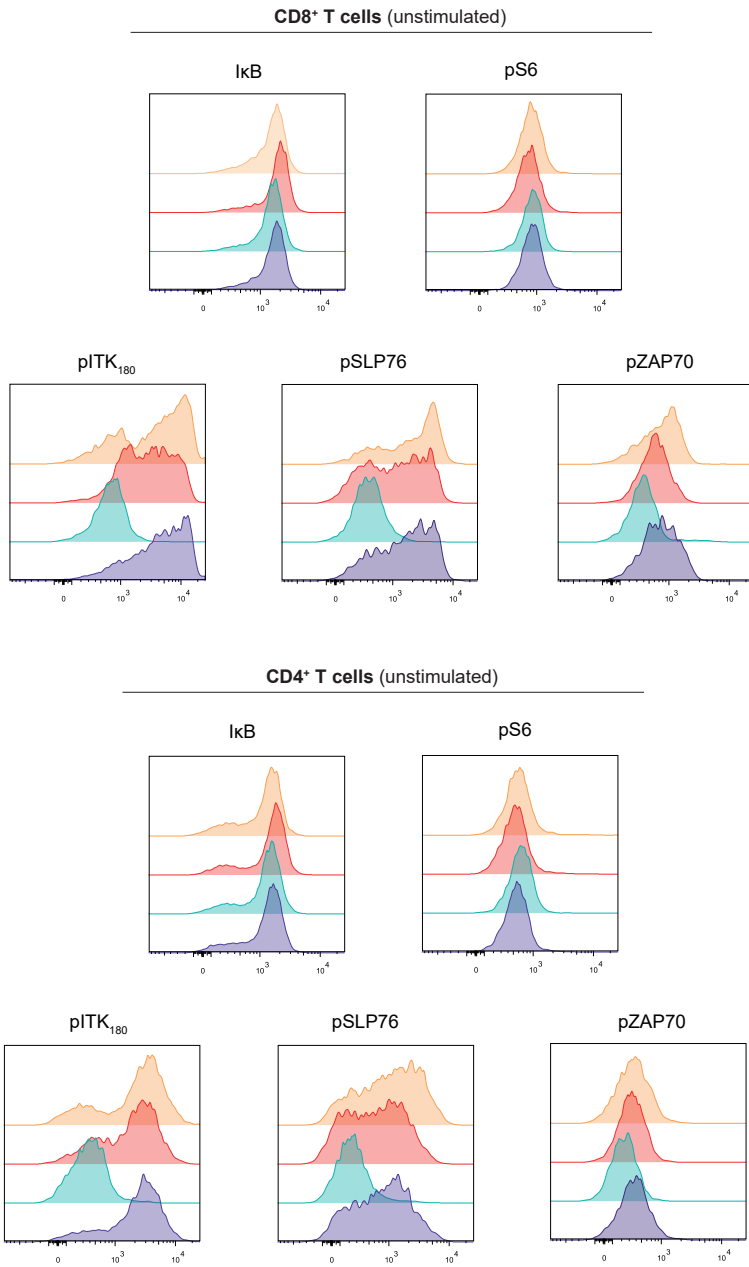 CD8⁺ T cells (unstimulated)
IκB pS6
0 10³ 10⁴ 0 10³ 10⁴
pITK₁₈₀ pSLP76 pZAP70
0 10³ 10⁴ 0 10³ 10⁴ 0 10³ 10⁴
CD4⁺ T cells (unstimulated)
IκB pS6
0 10³ 10⁴ 0 10³ 10⁴
pITK₁₈₀ pSLP76 pZAP70
0 10³ 10⁴ 0 10³ 10⁴ 0 10³ 10⁴